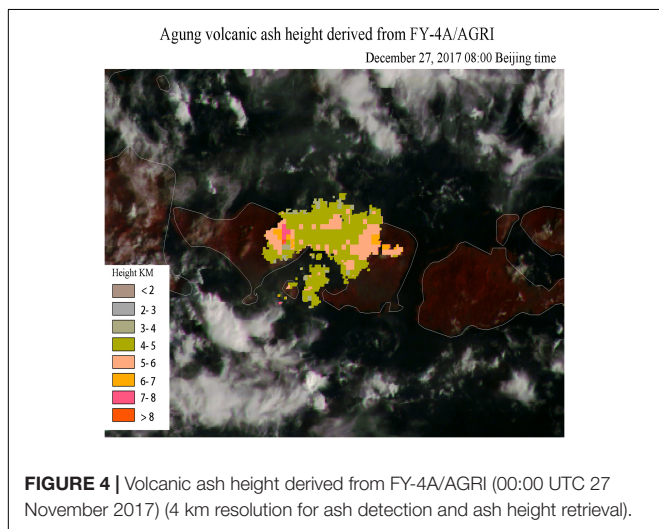 Agung volcanic ash height derived from FY-4A/AGRI
December 27, 2017 08:00 Beijing time
Height KM
< 2
2- 3
3- 4
4- 5
5- 6
6- 7
7- 8
> 8
FIGURE 4 | Volcanic ash height derived from FY-4A/AGRI (00:00 UTC 27
November 2017) (4 km resolution for ash detection and ash height retrieval).